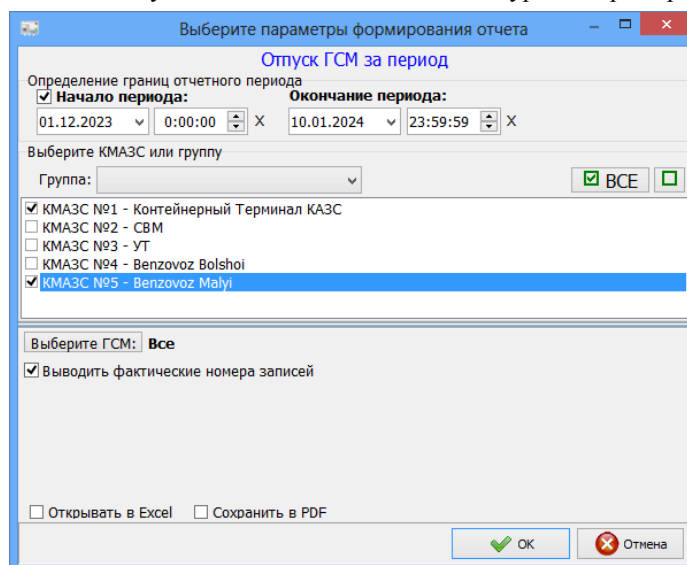 Выберите параметры формирования отчета
Отпуск ГСМ за период
Определение границ отчетного периода
Начало периода: Окончание периода:
01.12.2023 0:00:00 X 10.01.2024 23:59:59 X
Выберите КМАЗС или группу
Группа: ВСЕ
КМАЗС №1 - Контейнерный Терминал КАЗС
КМАЗС №2 - СВМ
КМАЗС №3 - УТ
КМАЗС №4 - Benzovoz Bolshoi
КМАЗС №5 - Benzovoz Malyi
Выберите ГСМ: Все
Выводить фактические номера записей
Открывать в Excel Сохранить в PDF
ОК Отмена